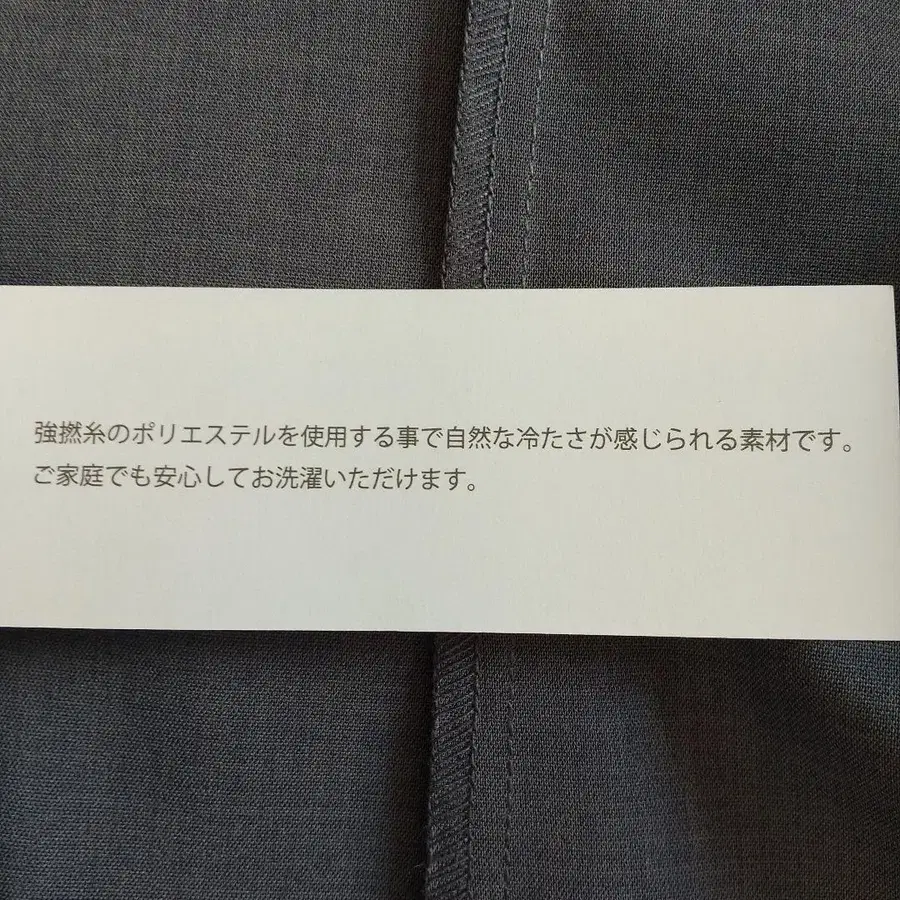 強撚糸のポリエステルを使用する事で自然な冷たさが感じられる素材です。
ご家庭でも安心してお洗濯いただけます。